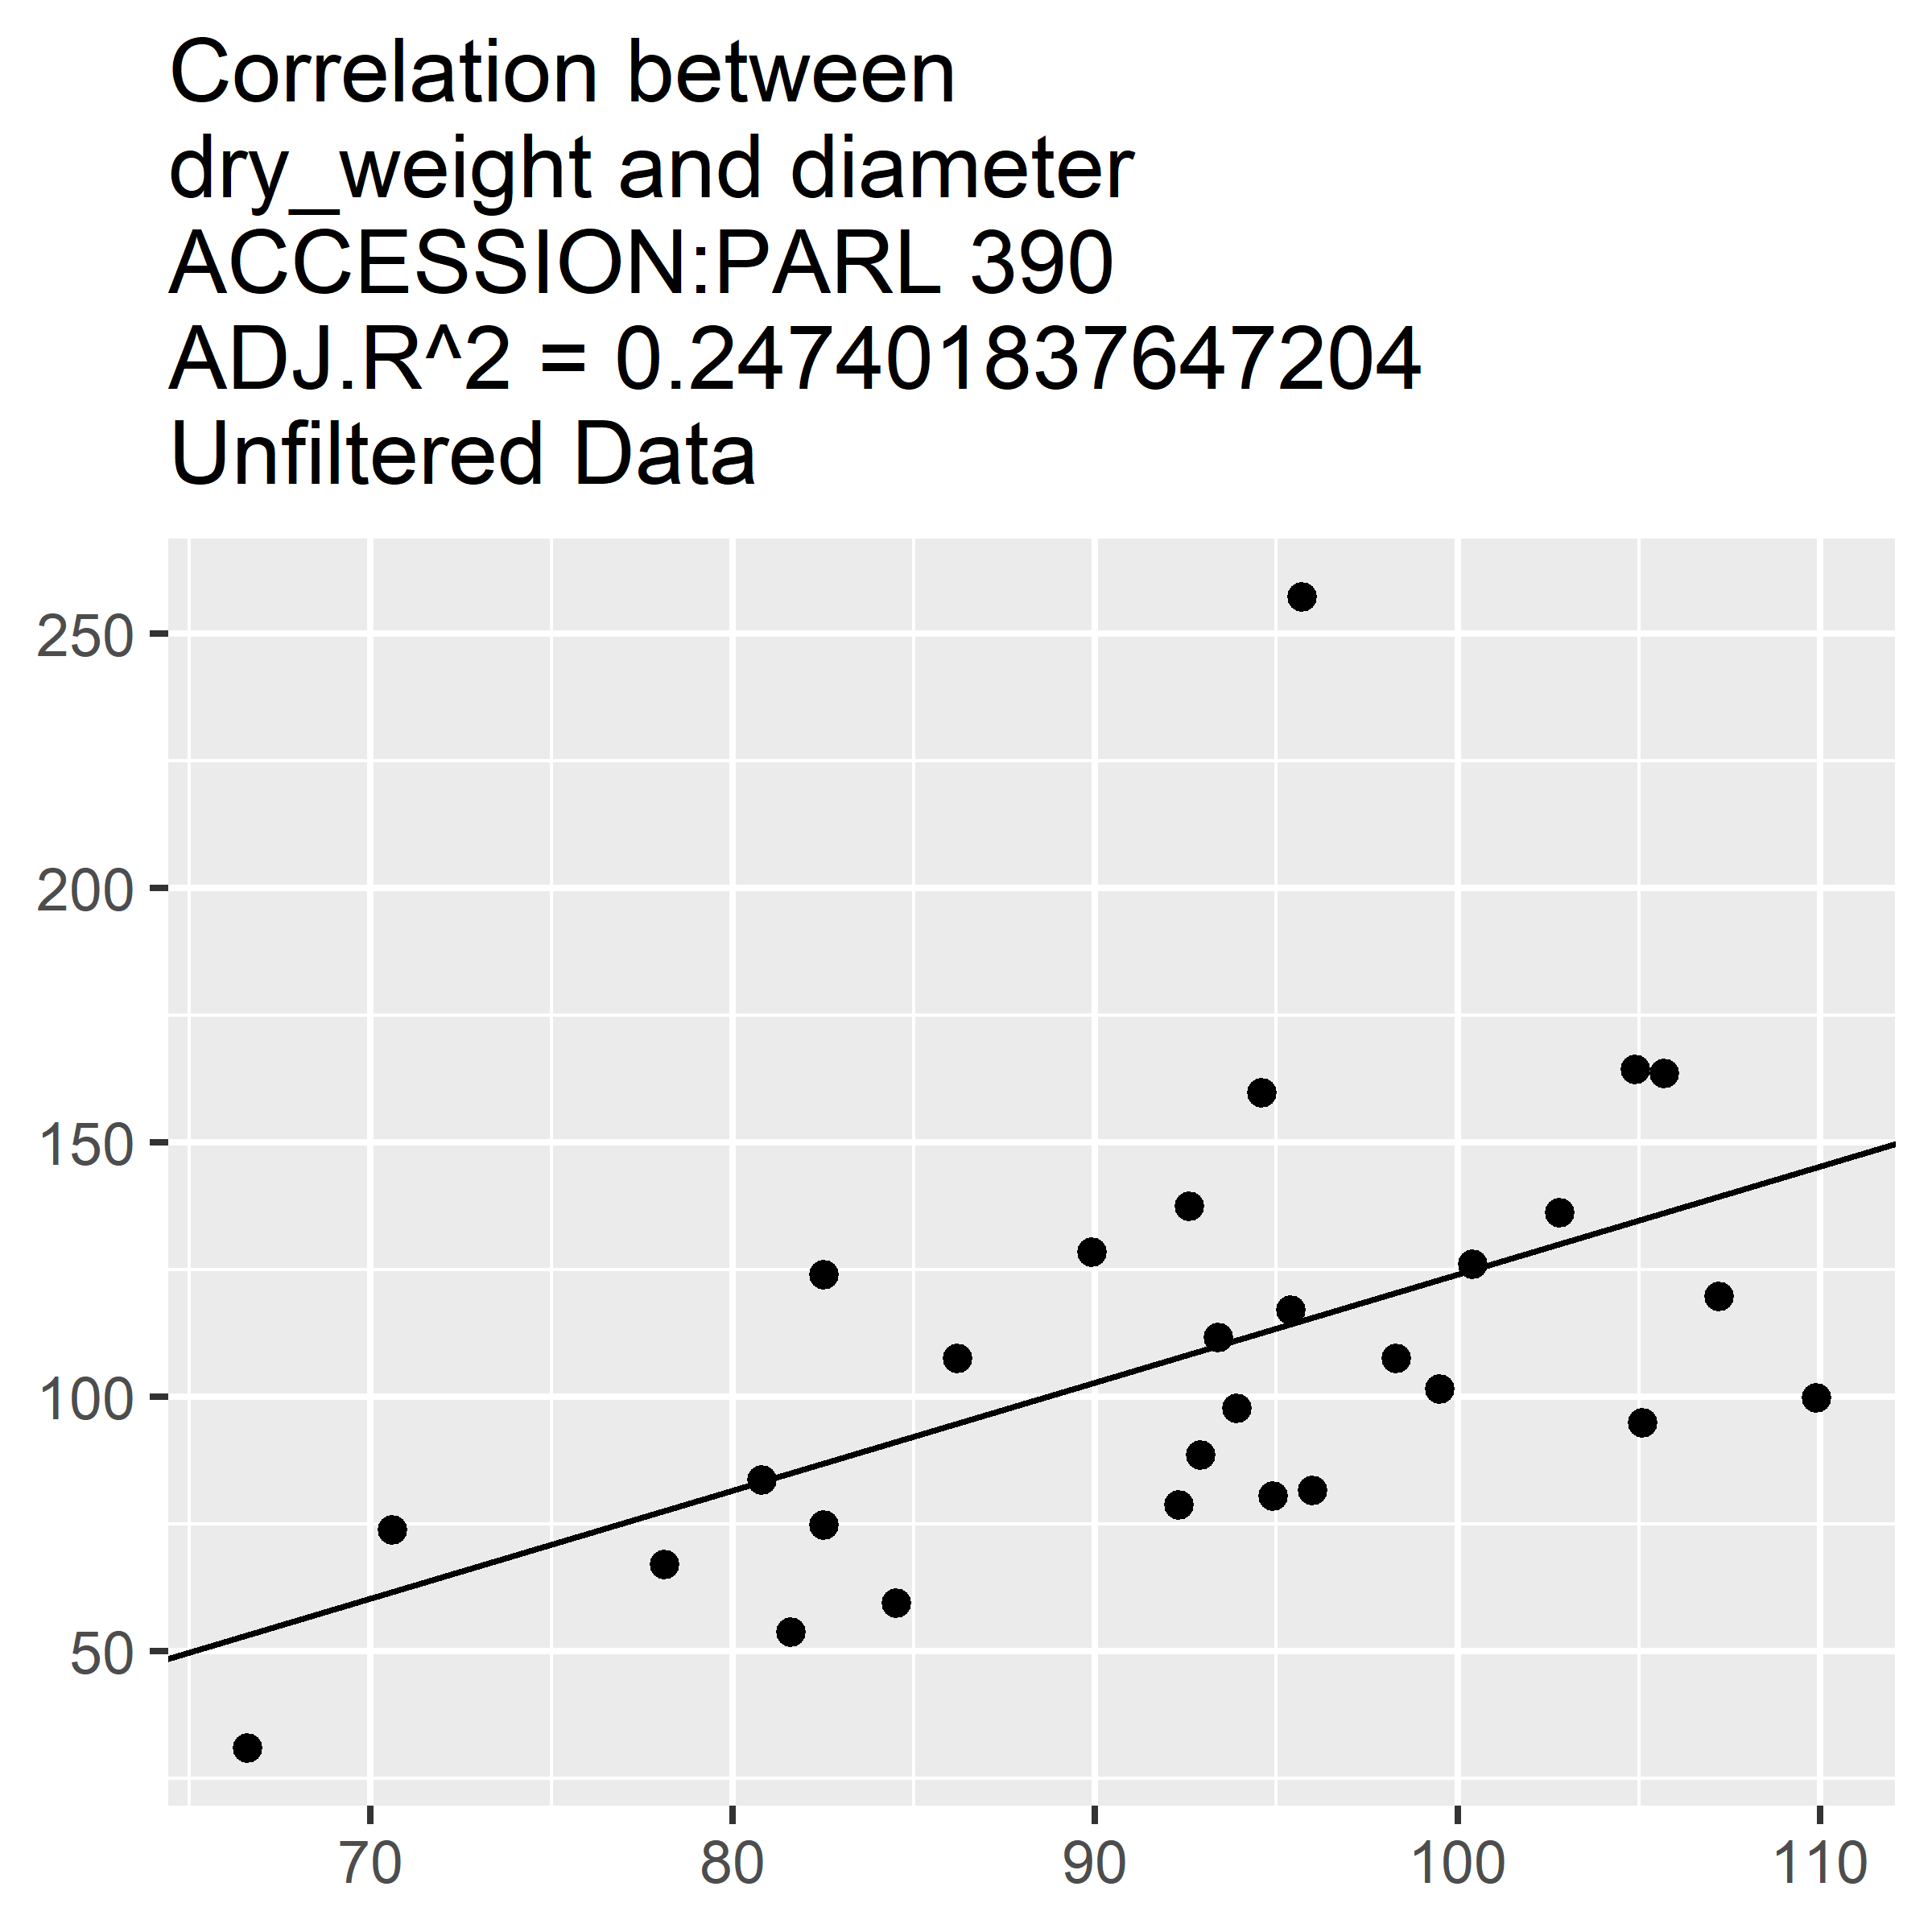 Correlation between
dry_weight and diameter
ACCESSION:PARL 390
ADJ.R^2 = 0.247401837647204
Unfiltered Data
250
200
150
100
50
70 80 90 100 110